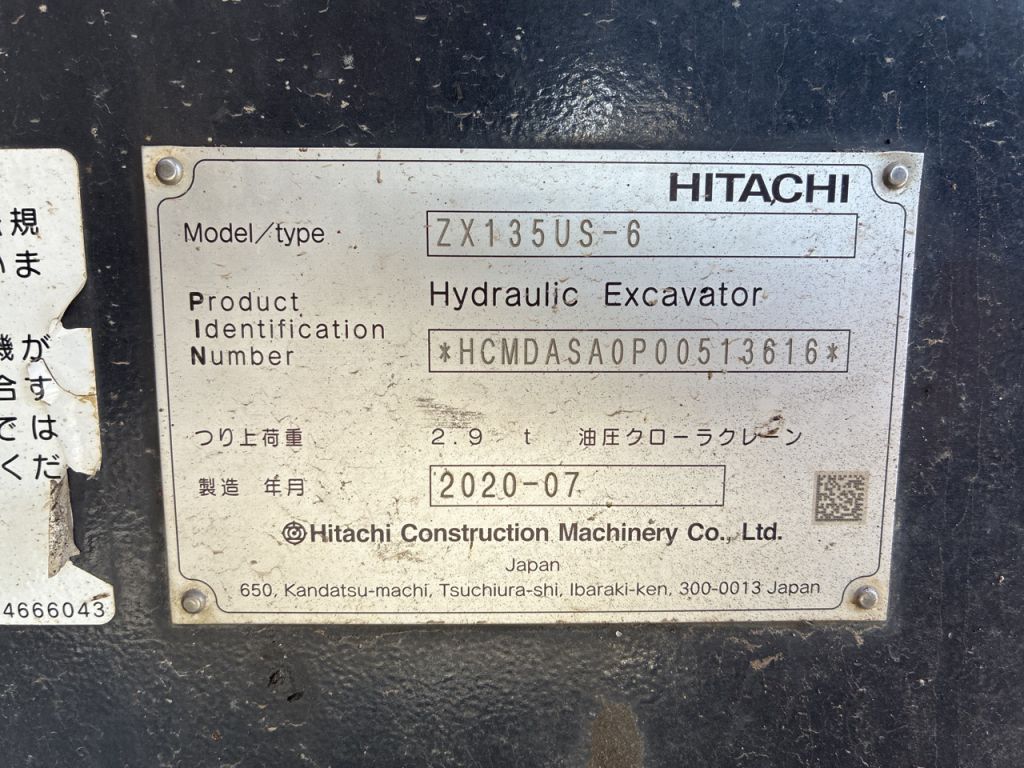 規
いま
機が
合す
では
くだ
4666043
HITACHI
Model/type ZX135US-6
Hydraulic Excavator
Product
Identification
Number *HCMDASA0P00513616*
つり上荷重 2.9 t 油圧クローラクレーン
製造 年月 2020-07
Hitachi Construction Machinery Co., Ltd.
Japan
650, Kandatsu-machi, Tsuchiura-shi, Ibaraki-ken, 300-0013 Japan